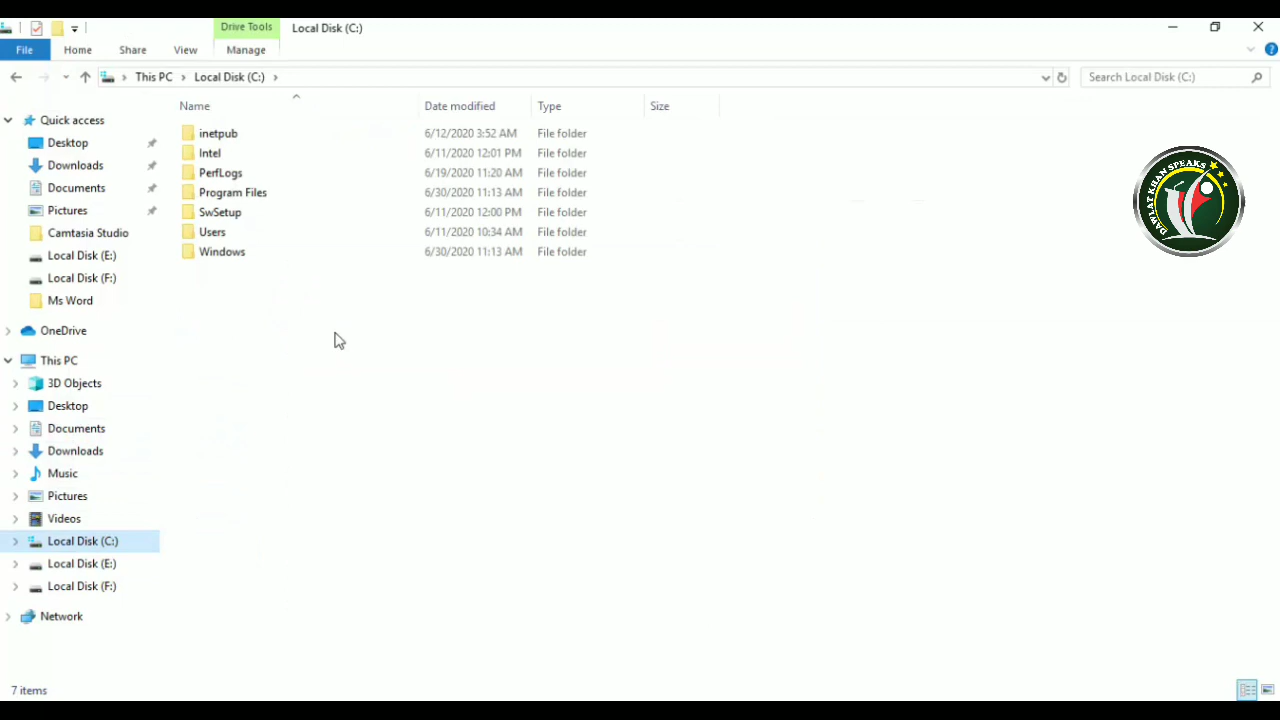 Drive Tools
Local Disk (C:)
File
Home
Share
View
Manage
This PC
Local Disk (C:)
Search Local Disk (C:)
Name
Date modified
Type
Size
Quick access
Desktop
Downloads
Documents
Pictures
Camtasia Studio
Local Disk (E:)
Local Disk (F:)
Ms Word
OneDrive
This PC
3D Objects
Desktop
Documents
Downloads
Music
Pictures
Videos
Local Disk (C:)
Local Disk (E:)
Local Disk (F:)
Network
inetpub 6/12/2020 3:52 AM File folder
Intel 6/11/2020 12:01 PM File folder
PerfLogs 6/19/2020 11:20 AM File folder
Program Files 6/30/2020 11:13 AM File folder
SwSetup 6/11/2020 12:00 PM File folder
Users 6/11/2020 10:34 AM File folder
Windows 6/30/2020 11:13 AM File folder
DAWLAT KHAN SPEAKS
7 items